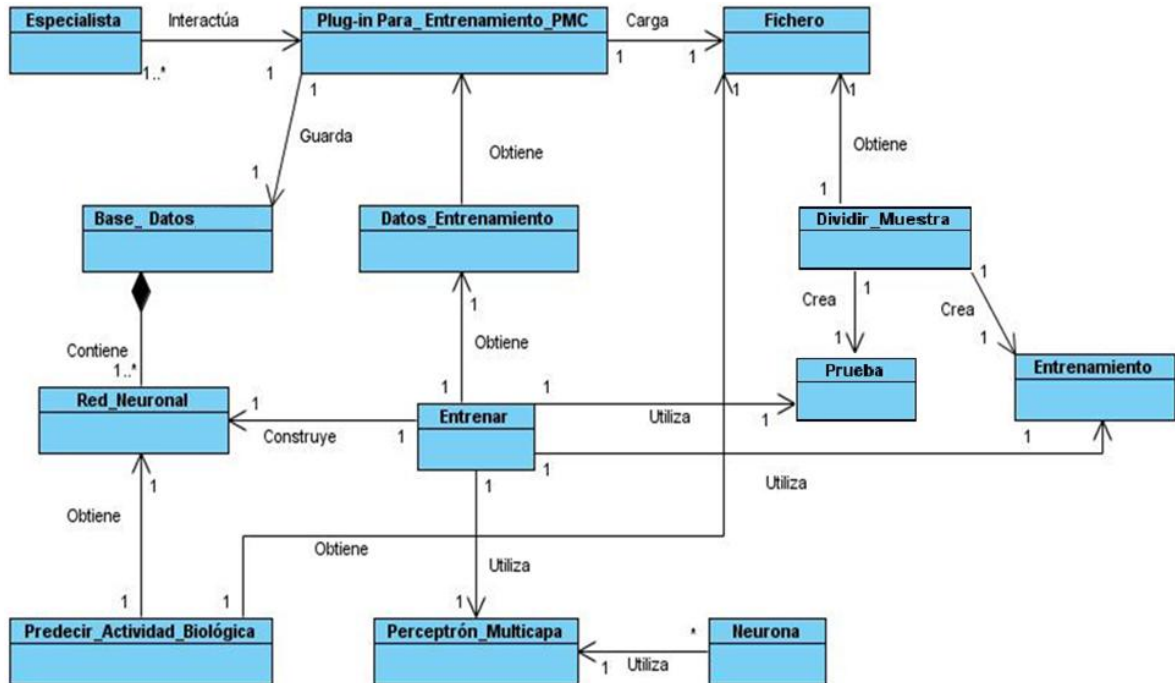 Especialista
Interactúa
Plug-in Para_ Entrenamiento_PMC
Carga
Fichero
1..*
1
1
1
1
1
Guarda
Obtiene
Obtiene
1
1
Base_ Datos
Datos_Entrenamiento
Dividir_Muestra
1
1
1
Crea
Crea
Contiene
Obtiene
1
1
1..*
Prueba
Entrenamiento
Red_Neuronal
1
1
1
Entrenar
Utiliza
1
Construye
1
1
1
1
1
Utiliza
Obtiene
Obtiene
Utiliza
1
1
1
Predecir_Actividad_Biológica
Perceptrón_Multicapa
*
Neurona
1
Utiliza